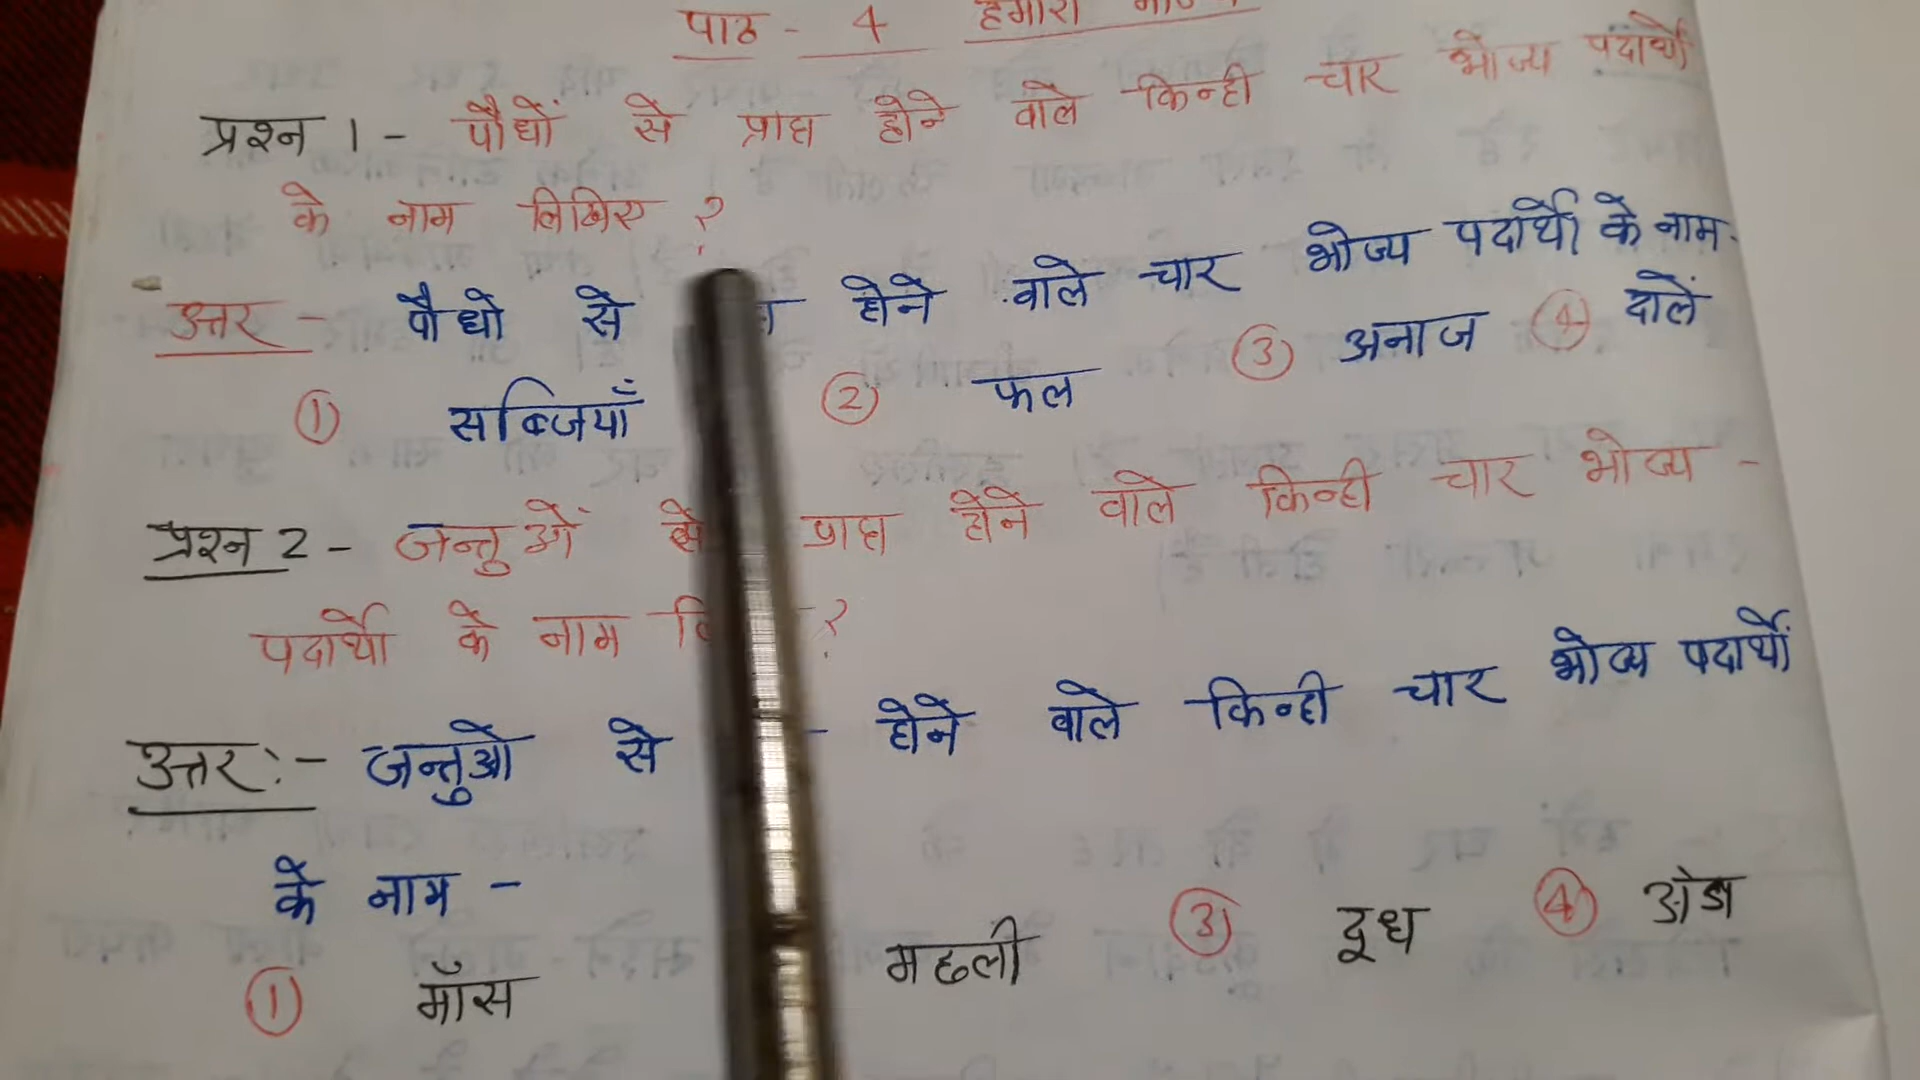 पाठ - 4 हमारा
प्रश्न 1 - पौधों से प्राप्त होने वाले किन्ही चार भोज्य पदार्थो
के नाम लिखिए ?
उत्तर - पौधो से होने वाले चार भोज्य पदार्थो के नाम
① सब्जियाँ ② फल ③ अनाज ④ दालें
प्रश्न 2 - जन्तुओं से प्राप्त होने वाले किन्ही चार भोज्य -
पदार्थो के नाम ?
उत्तर :- जन्तुओ से होने वाले किन्ही चार भोज्य पदार्थों
के नाम -
① माँस मछली ③ दूध ④ अंडा